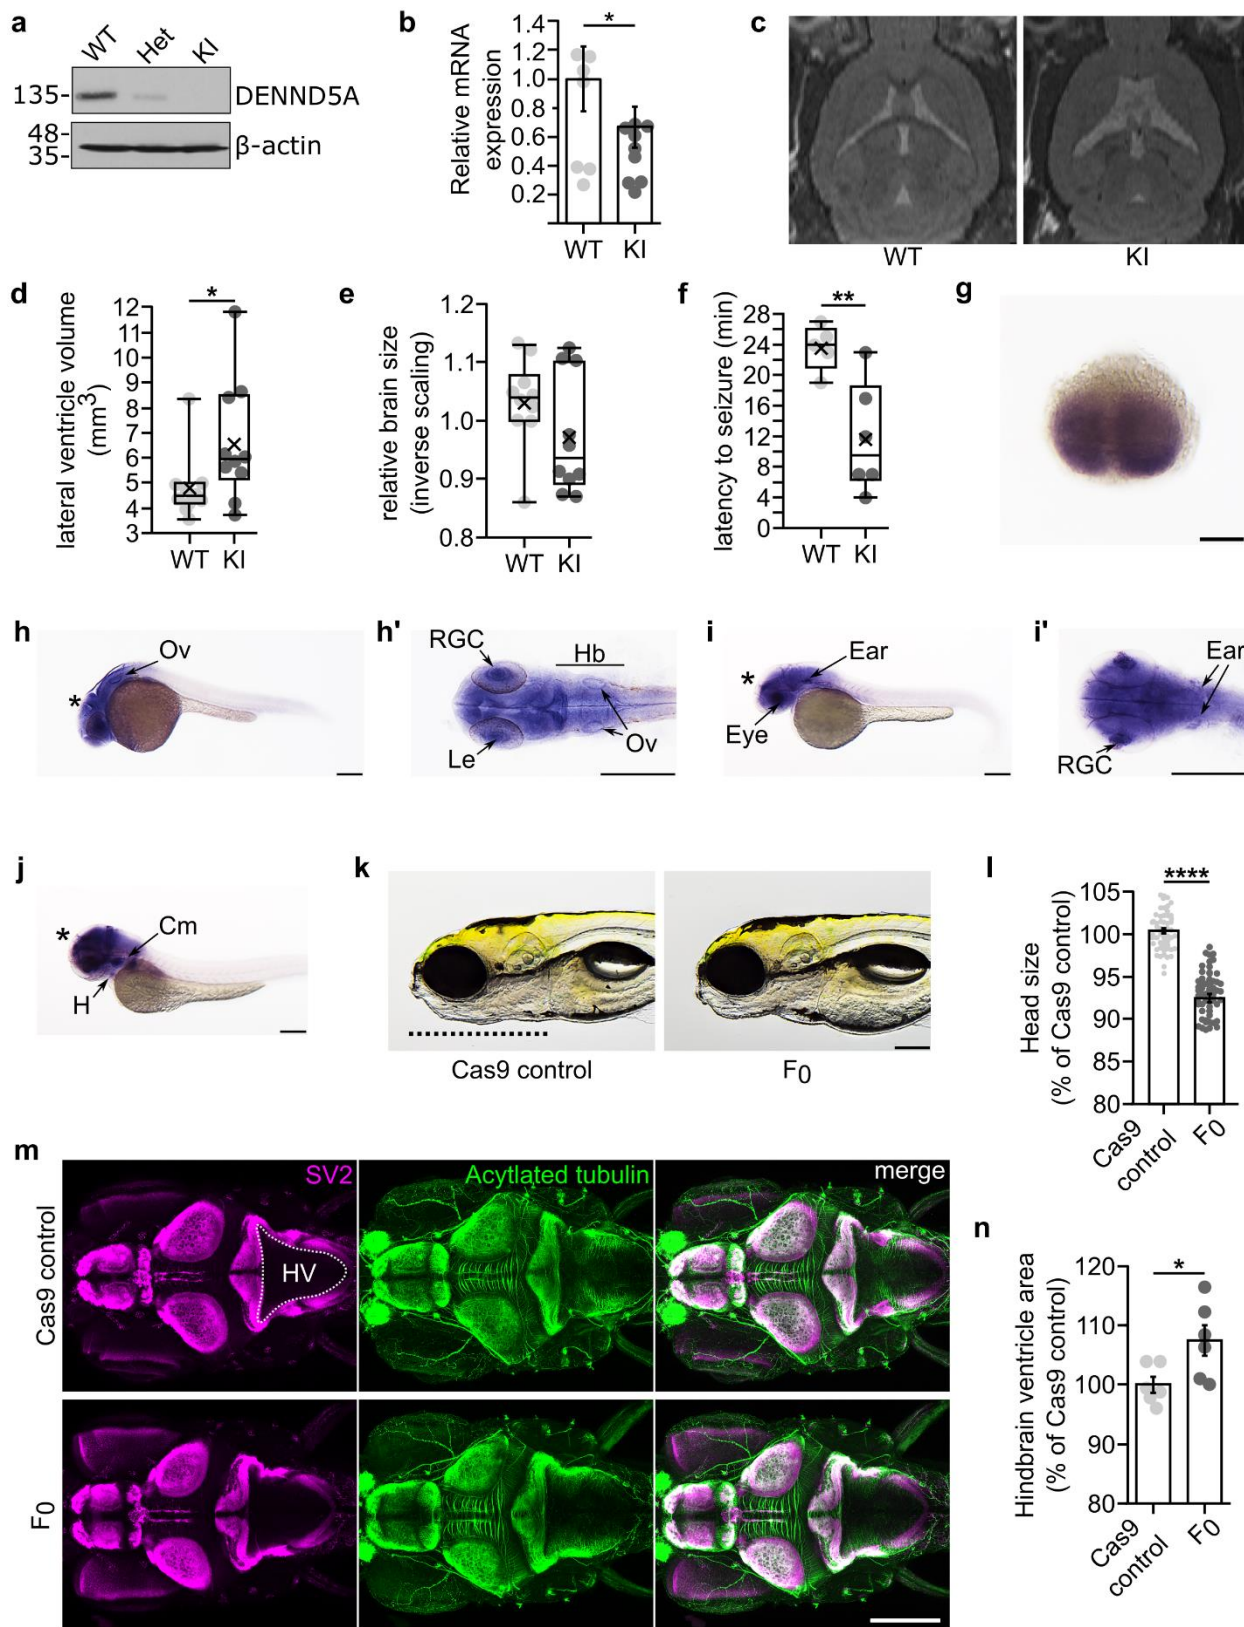 a
WT Het KI
135-
DENND5A
48-
35-
β-actin
b
*
Relative mRNA
expression
1.4
1.2
1.0
0.8
0.6
0.4
0.2
WT KI
c
WT KI
d
*
lateral ventricle volume
(mm3)
12
11
10
9
8
7
6
5
4
3
WT KI
e
relative brain size
(inverse scaling)
1.2
1.1
1.0
0.9
0.8
WT KI
f
**
latency to seizure (min)
28
24
20
16
12
8
4
0
WT KI
g
h
Ov
*
h'
RGC
Hb
Le
Ov
i
Ear
*
Eye
i'
Ear
RGC
j
*
Cm
H
k
Cas9 control
F0
l
****
Head size
(% of Cas9 control)
105
100
95
90
85
80
Cas9
control
F0
m
SV2
Acytlated tubulin
merge
Cas9 control
HV
F0
n
*
Hindbrain ventricle area
(% of Cas9 control)
120
110
100
90
80
Cas9
control
F0